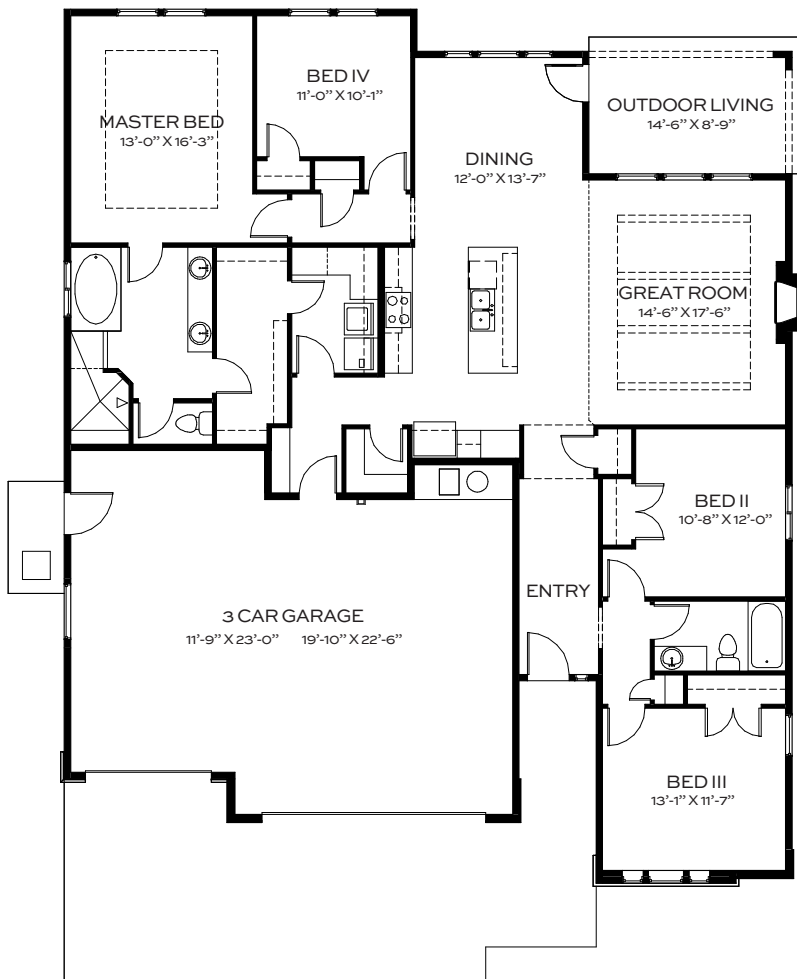 BED IV
11’-0” X 10’-1”
MASTER BED
13’-0” X 16’-3”
OUTDOOR LIVING
14’-6” X 8’-9”
DINING
12’-0” X 13’-7”
GREAT ROOM
14’-6” X 17’-6”
BED II
10’-8” X 12’-0”
ENTRY
3 CAR GARAGE
11’-9” X 23’-0” 19’-10” X 22’-6”
BED III
13’-1” X 11’-7”